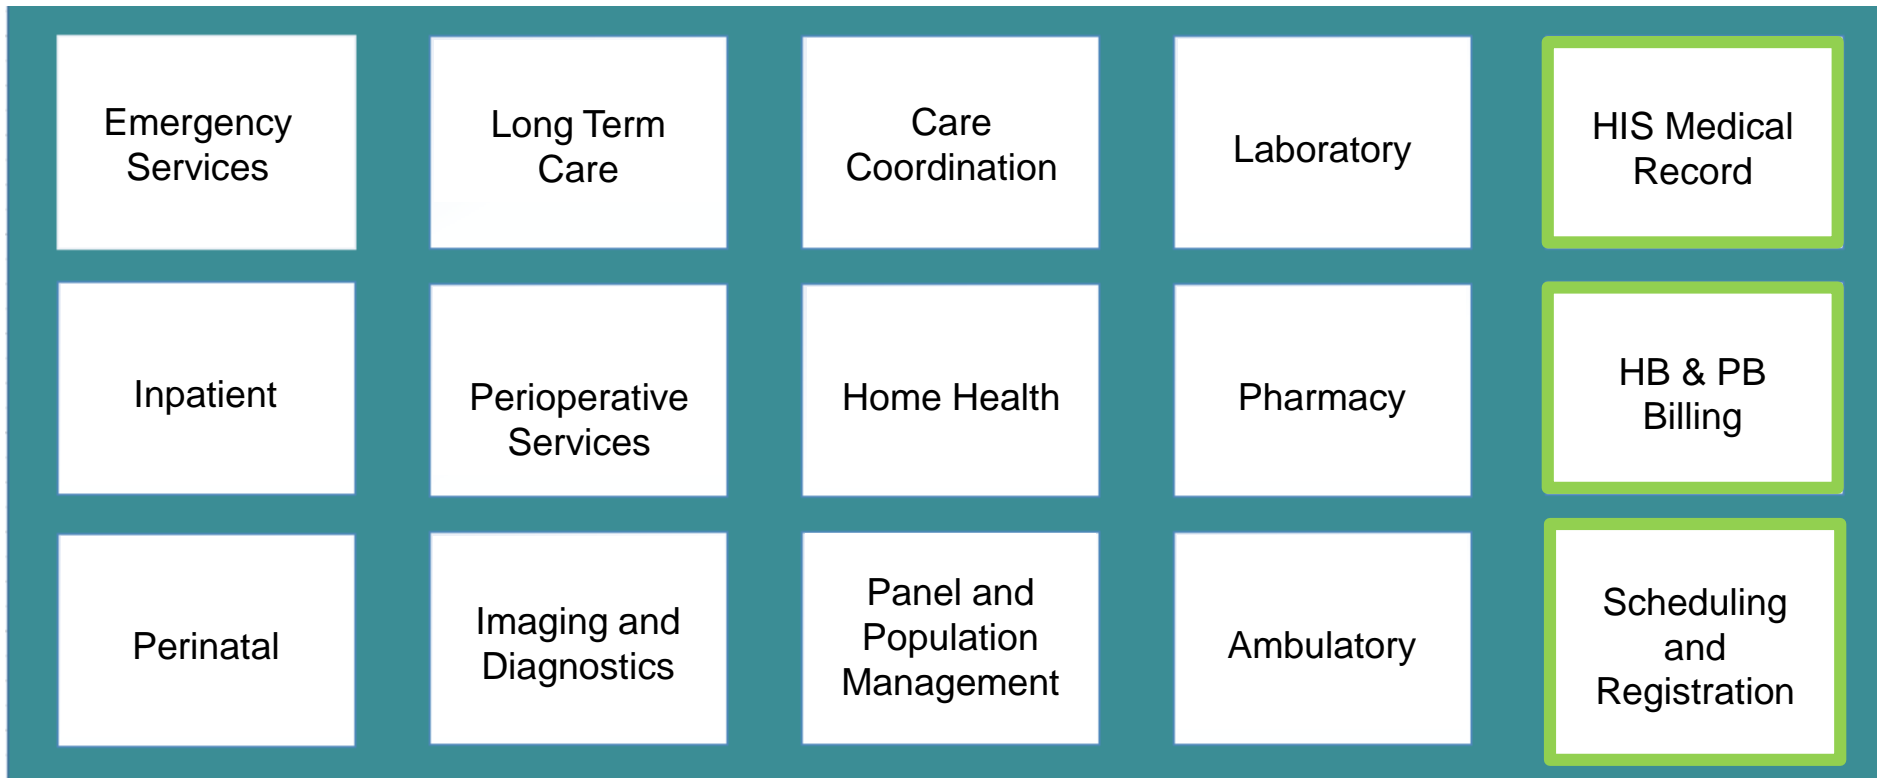 Emergency
Services
Long Term
Care
Care
Coordination
Laboratory
HIS Medical
Record
Inpatient
Perioperative
Services
Home Health
Pharmacy
HB & PB
Billing
Perinatal
Imaging and
Diagnostics
Panel and
Population
Management
Ambulatory
Scheduling
and
Registration